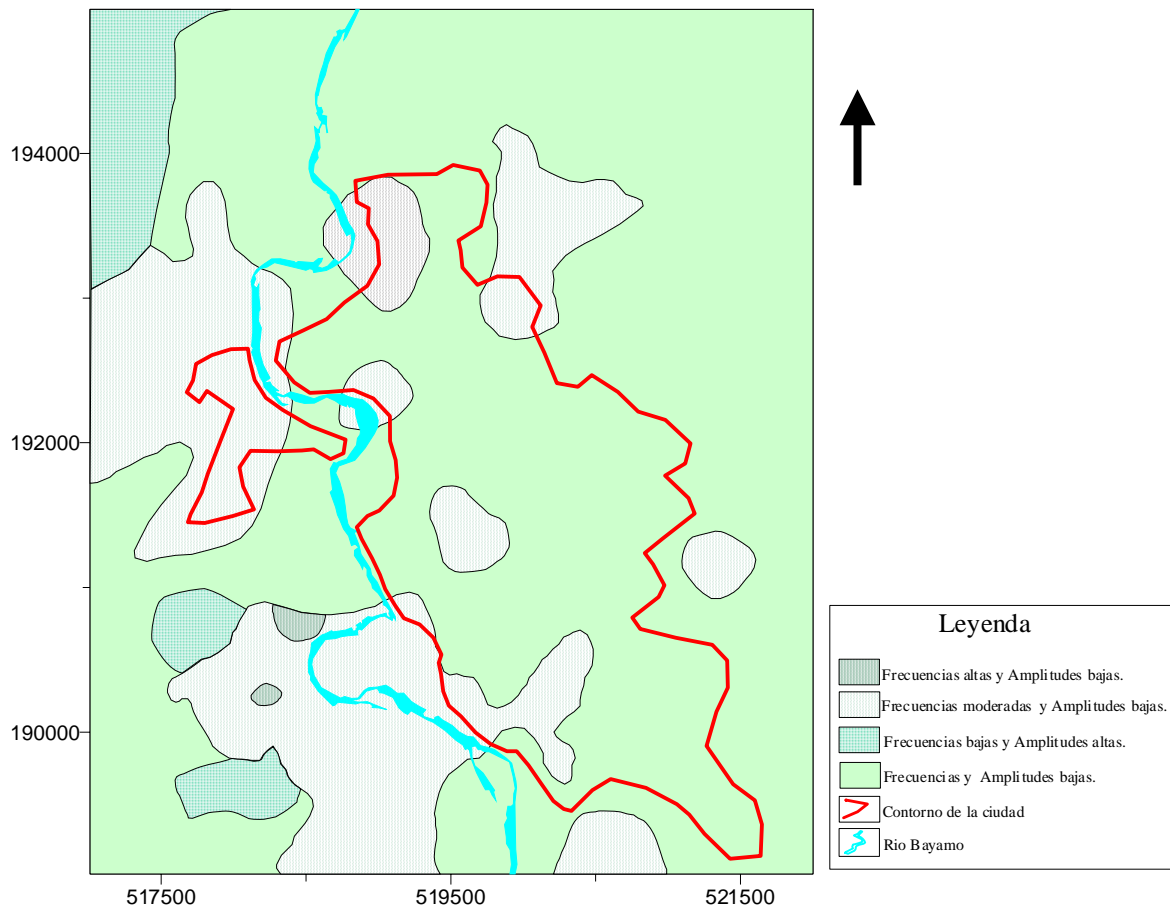 194000
192000
190000
517500
519500
521500
Leyenda
Frecuencias altas y Amplitudes bajas.
Frecuencias moderadas y Amplitudes bajas.
Frecuencias bajas y Amplitudes altas.
Frecuencias y Amplitudes bajas.
Contorno de la ciudad
Rio Bayamo